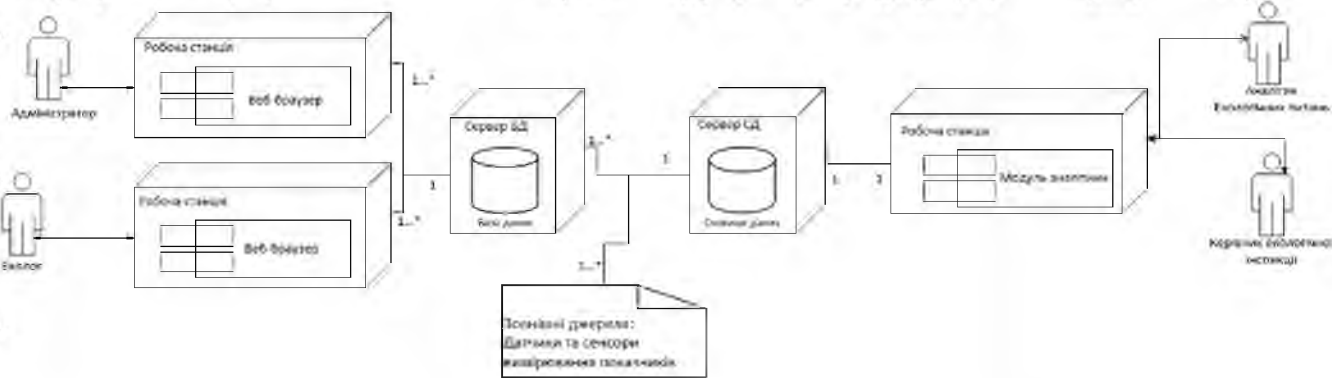 Адміністратор
Робоча станція
Веб браузер
1..*
Еколог
Робоча станція
Веб браузер
1..*
1
Сервер БД
База даних
1..*
1
Сервер СД
Сховище даних
1
1
Робоча станція
Модуль аналітики
Аналітик
Керівник екологічної
інспекції
1..*
джерела:
Датчики та сенсори
вимірювання показників